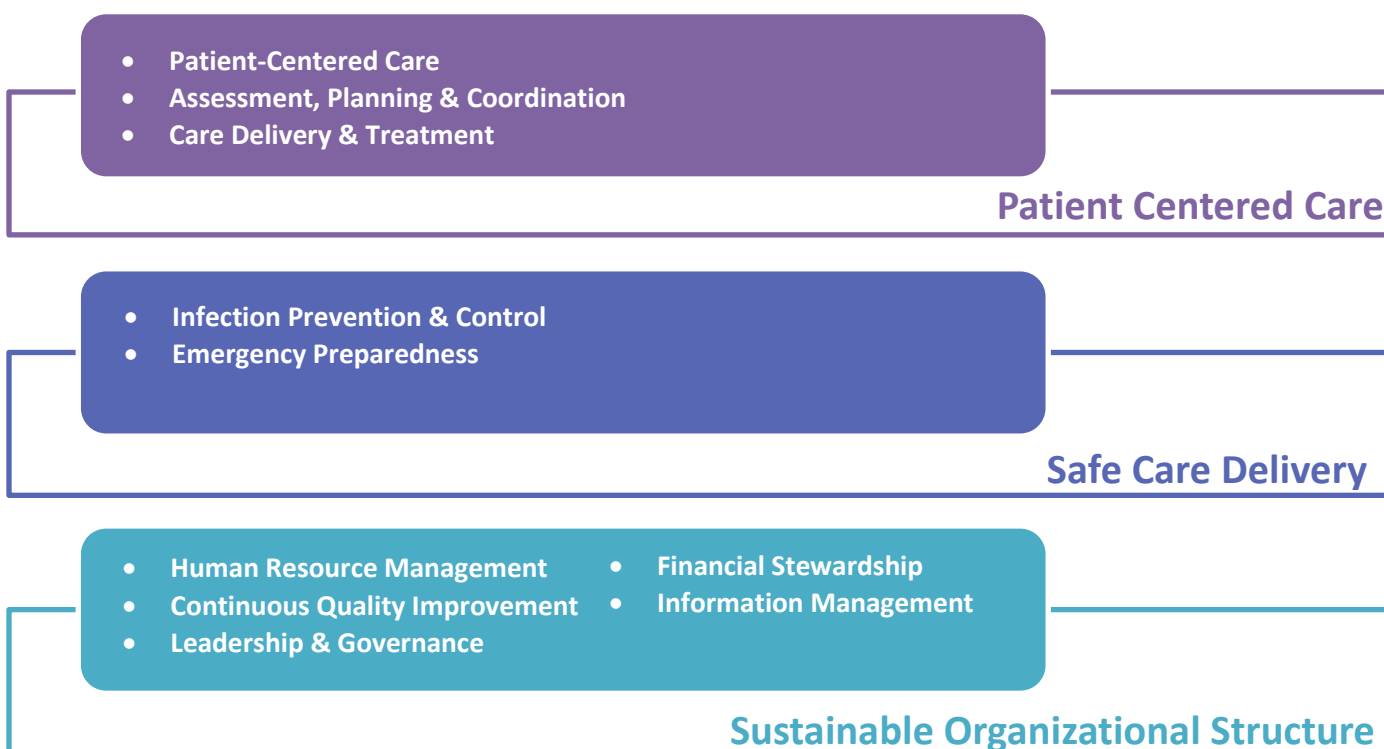 • Patient-Centered Care
• Assessment, Planning & Coordination
• Care Delivery & Treatment
Patient Centered Care
• Infection Prevention & Control
• Emergency Preparedness
Safe Care Delivery
• Human Resource Management
• Continuous Quality Improvement
• Leadership & Governance
• Financial Stewardship
• Information Management
Sustainable Organizational Structure